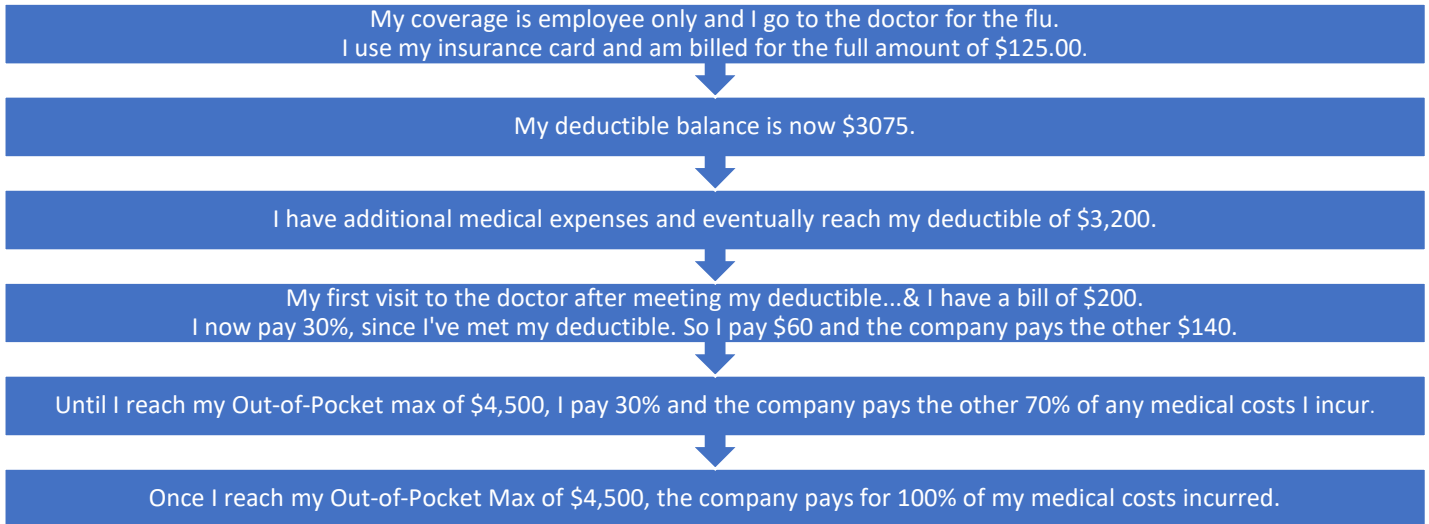 My coverage is employee only and I go to the doctor for the flu.
I use my insurance card and am billed for the full amount of $125.00.
My deductible balance is now $3075.
I have additional medical expenses and eventually reach my deductible of $3,200.
My first visit to the doctor after meeting my deductible...& I have a bill of $200.
I now pay 30%, since I've met my deductible. So I pay $60 and the company pays the other $140.
Until I reach my Out-of-Pocket max of $4,500, I pay 30% and the company pays the other 70% of any medical costs I incur.
Once I reach my Out-of-Pocket Max of $4,500, the company pays for 100% of my medical costs incurred.